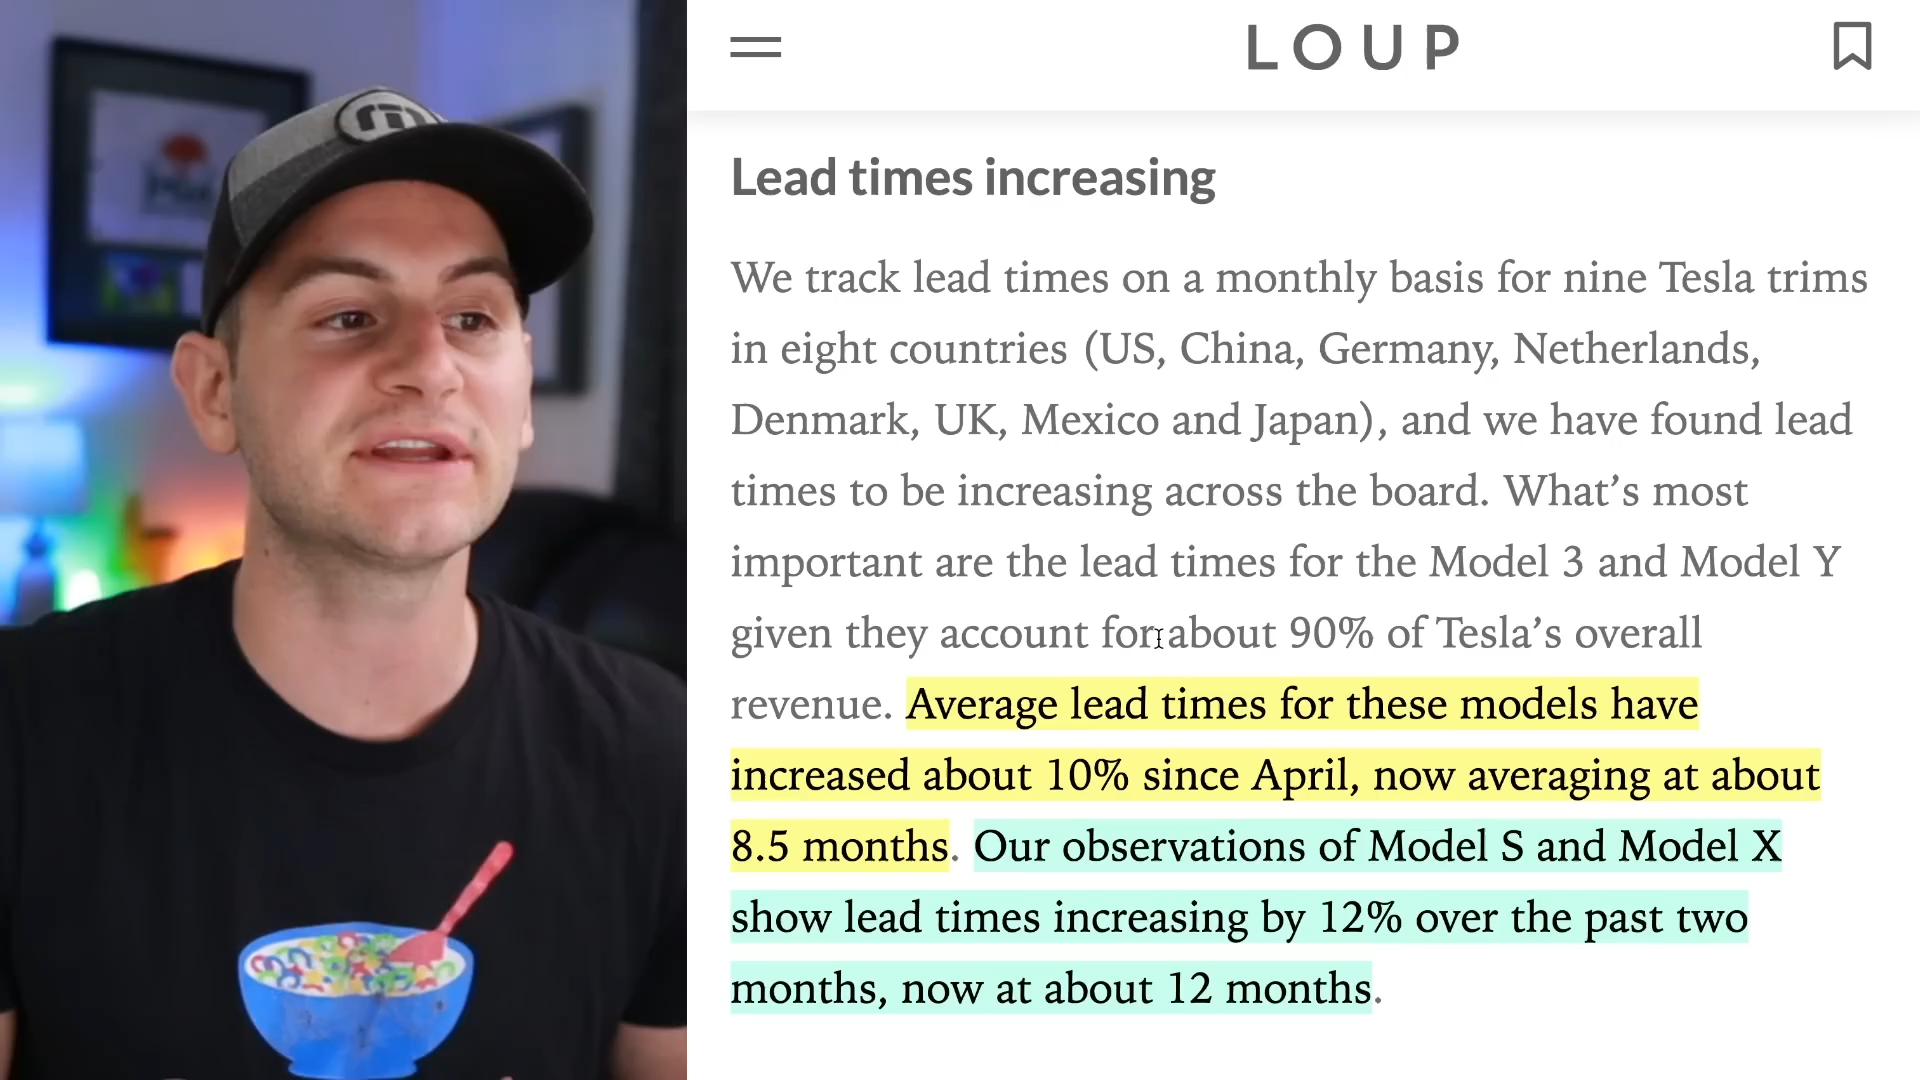 LOUP
Lead times increasing
We track lead times on a monthly basis for nine Tesla trims
in eight countries (US, China, Germany, Netherlands,
Denmark, UK, Mexico and Japan), and we have found lead
times to be increasing across the board. What’s most
important are the lead times for the Model 3 and Model Y
given they account for about 90% of Tesla’s overall
revenue. Average lead times for these models have
increased about 10% since April, now averaging at about
8.5 months. Our observations of Model S and Model X
show lead times increasing by 12% over the past two
months, now at about 12 months.